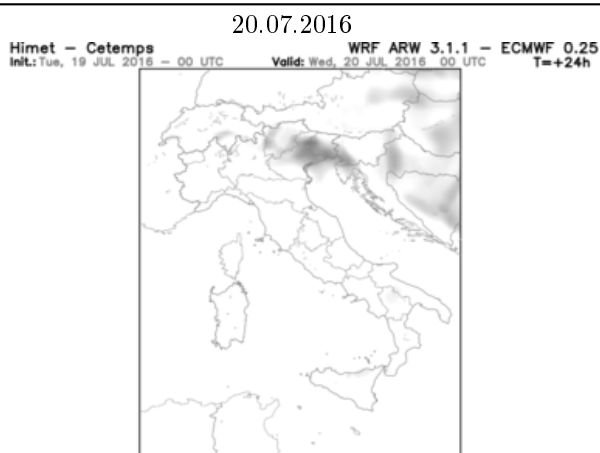 20.07.2016
Himet - Cetemps WRF ARW 3.1.1 - ECMWF 0.25
Init.: Tue, 19 JUL 2016 - 00 UTC Valid: Wed, 20 JUL 2016 00 UTC T=+24h